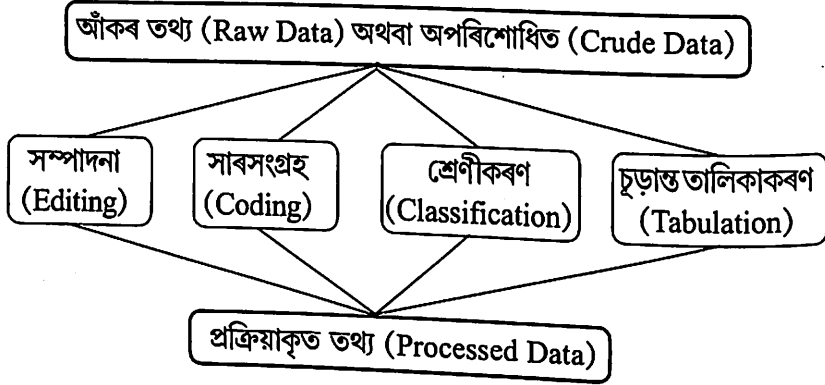 আঁকৰ তথ্য (Raw Data) অথবা অপৰিশোধিত (Crude Data)
সম্পাদনা
(Editing)
সাৰসংগ্ৰহ
(Coding)
শ্ৰেণীকৰণ
(Classification)
চূড়ান্ত তালিকাকৰণ
(Tabulation)
প্ৰক্ৰিয়াকৃত তথ্য (Processed Data)